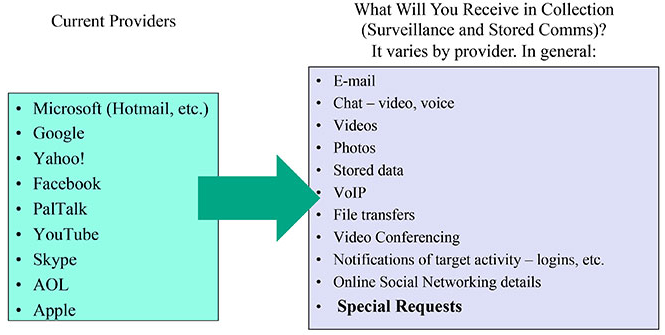 Current Providers
What Will You Receive in Collection
(Surveillance and Stored Comms)?
It varies by provider. In general:
• Microsoft (Hotmail, etc.)
• Google
• Yahoo!
• Facebook
• PalTalk
• YouTube
• Skype
• AOL
• Apple
• E-mail
• Chat – video, voice
• Videos
• Photos
• Stored data
• VoIP
• File transfers
• Video Conferencing
• Notifications of target activity – logins, etc.
• Online Social Networking details
• Special Requests